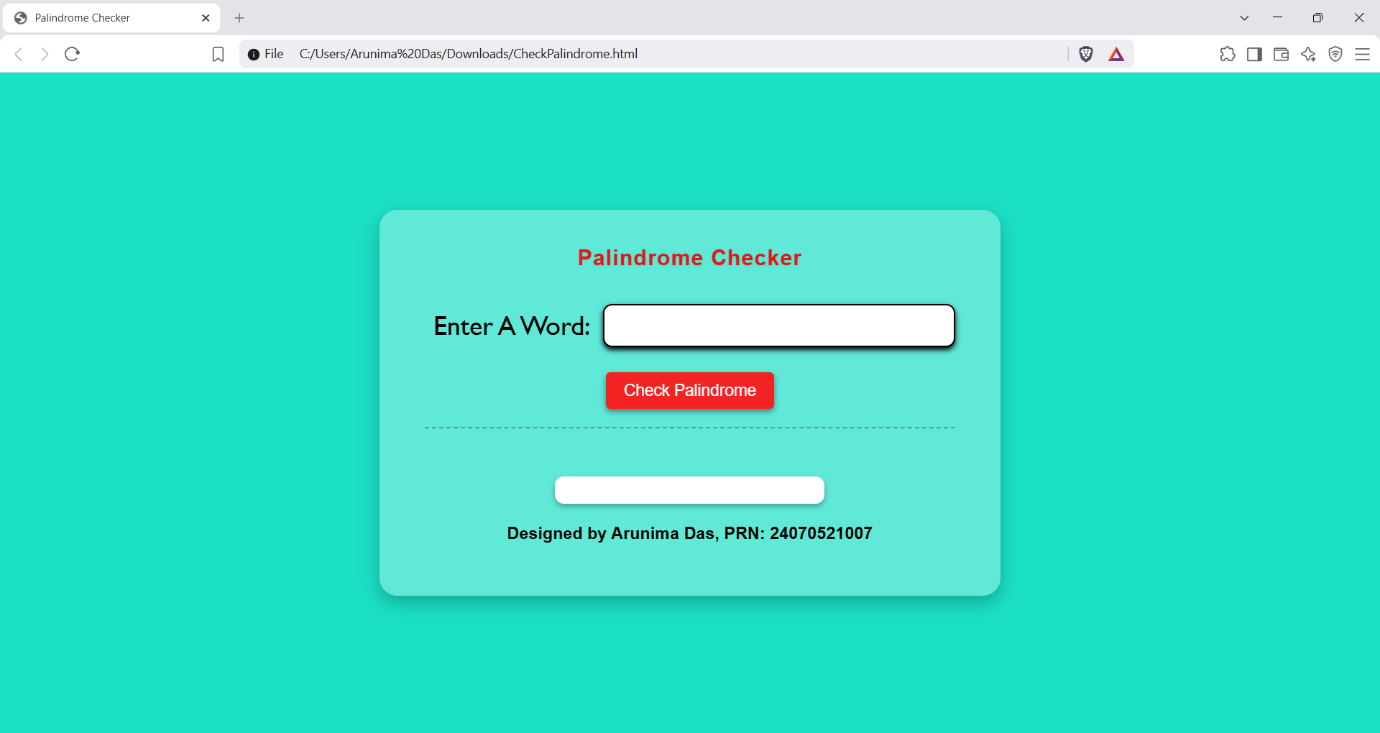 Palindrome Checker
File C:/Users/Arunima%20Das/Downloads/CheckPalindrome.html
Palindrome Checker
Enter A Word:
Check Palindrome
Designed by Arunima Das, PRN: 24070521007